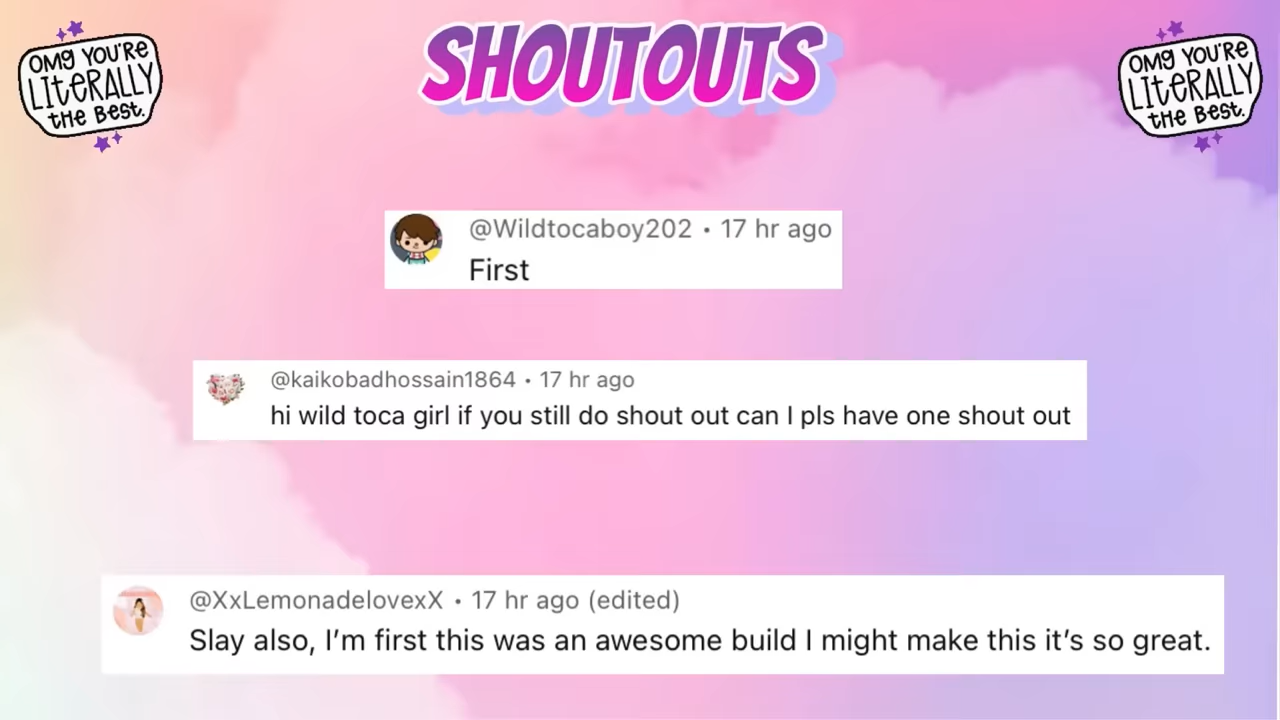 OMG YOU'RE
LITERALLY
THE BEST.
SHOUTOUTS
OMG YOU'RE
LITERALLY
THE BEST.
@Wildtocaboy202 • 17 hr ago
First
@kaikobadhossain1864 • 17 hr ago
hi wild toca girl if you still do shout out can I pls have one shout out
@XxLemonadelovexX • 17 hr ago (edited)
Slay also, I’m first this was an awesome build I might make this it’s so great.